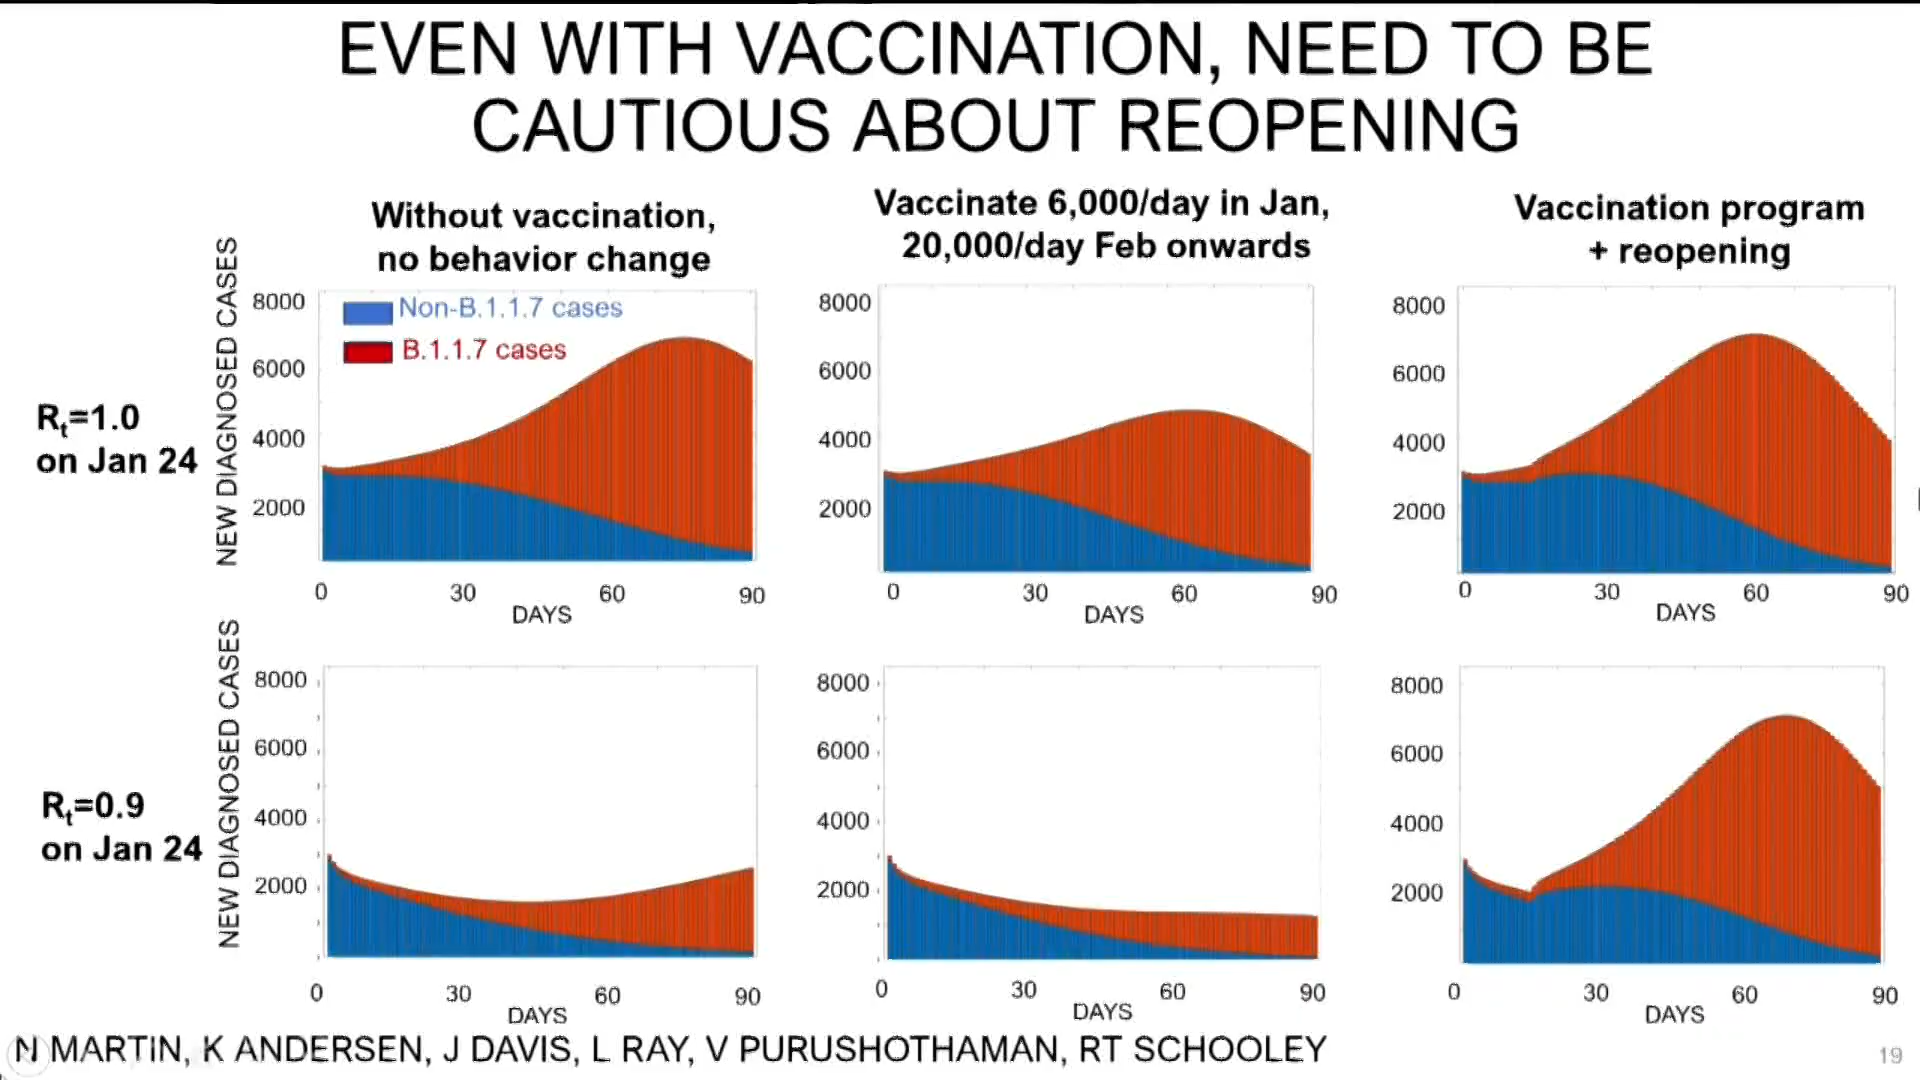 EVEN WITH VACCINATION, NEED TO BE
CAUTIOUS ABOUT REOPENING
Without vaccination,
no behavior change
Vaccinate 6,000/day in Jan,
20,000/day Feb onwards
Vaccination program
+ reopening
Rt=1.0
on Jan 24
NEW DIAGNOSED CASES
8000
6000
4000
2000
Non-B.1.1.7 cases
B.1.1.7 cases
0 30 60 90
DAYS
8000
6000
4000
2000
0 30 60 90
DAYS
8000
6000
4000
2000
0 30 60 90
DAYS
Rt=0.9
on Jan 24
NEW DIAGNOSED CASES
8000
6000
4000
2000
0 30 60 90
DAYS
8000
6000
4000
2000
0 30 60 90
DAYS
8000
6000
4000
2000
0 30 60 90
DAYS
N MARTIN, K ANDERSEN, J DAVIS, L RAY, V PURUSHOTHAMAN, RT SCHOOLEY
19